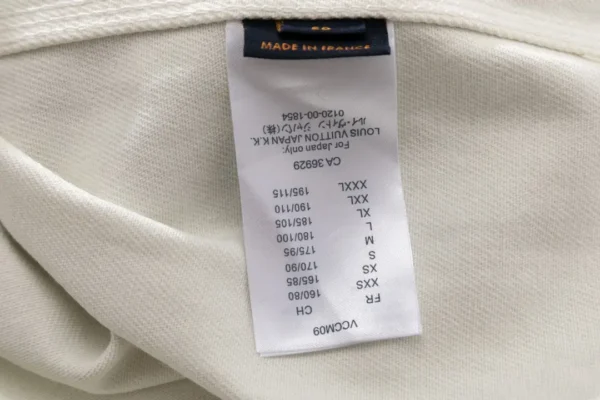 MADE IN FRANCE
VCCM09
FR CH
XXS 160/80
XS 165/85
S 170/90
M 175/95
L 180/100
XL 185/105
XXL 190/110
XXXL 195/115
CA 36929
For Japan only:
LOUIS VUITTON JAPAN K.K.
ルイ・ヴィトン ジャパン(株)
0120-00-1854